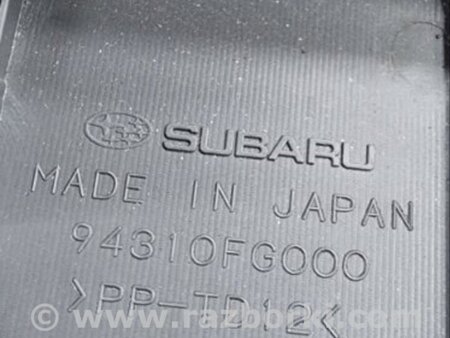 SUBARU
MADE IN JAPAN
94310FG000
>PP-TD12<
© www.razborka.com